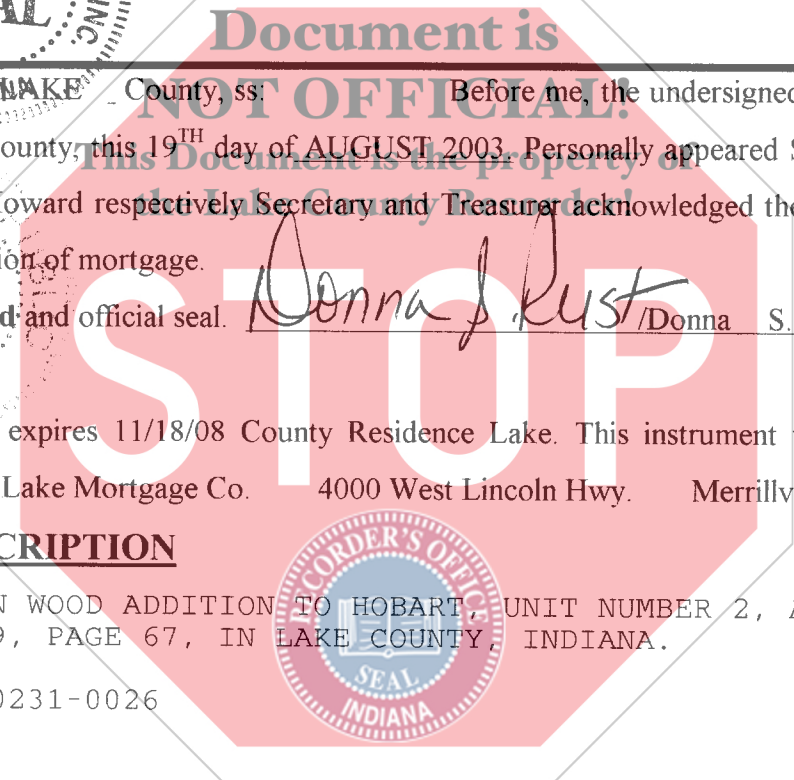 INC.
Document is
LAKE County, ss: Before me, the undersigned
NOT OFFICIAL!
ounty, this 19TH day of AUGUST 2003. Personally appeared S
This Document is the property of
oward respectively Secretary and Treasurer acknowledged the
the Lake County Recorder!
ion of mortgage.
d and official seal. Donna S. Rust /Donna S.
STOP
expires 11/18/08 County Residence Lake. This instrument
Lake Mortgage Co. 4000 West Lincoln Hwy. Merrillv
CRIPTION
RECORDER'S OFFICE
N WOOD ADDITION TO HOBART, UNIT NUMBER 2, A
9, PAGE 67, IN LAKE COUNTY, INDIANA.
SEAL
INDIANA
0231-0026